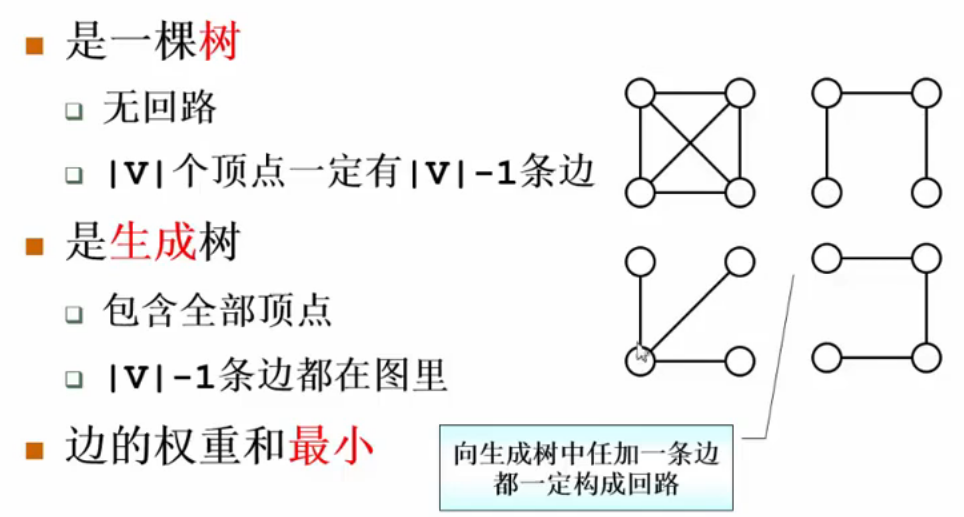 是一棵树
无回路
|V|个顶点一定有|V|-1条边
是生成树
包含全部顶点
|V|-1条边都在图里
边的权重和最小
向生成树中任加一条边
都一定构成回路